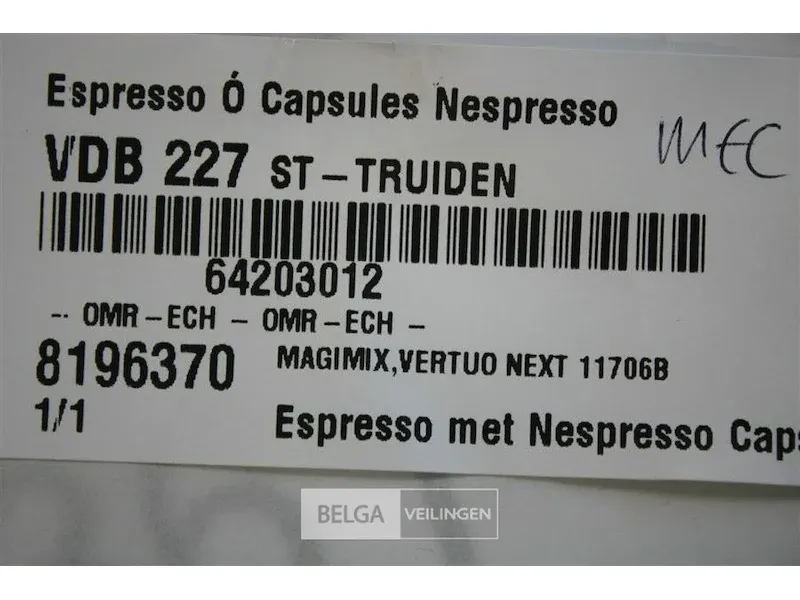 Espresso Ó Capsules Nespresso
MEC
VDB 227 ST-TRUIDEN
64203012
-- OMR-ECH - OMR-ECH -
8196370 MAGIMIX,VERTUO NEXT 11706B
1/1 Espresso met Nespresso Caps
BELGA VEILINGEN